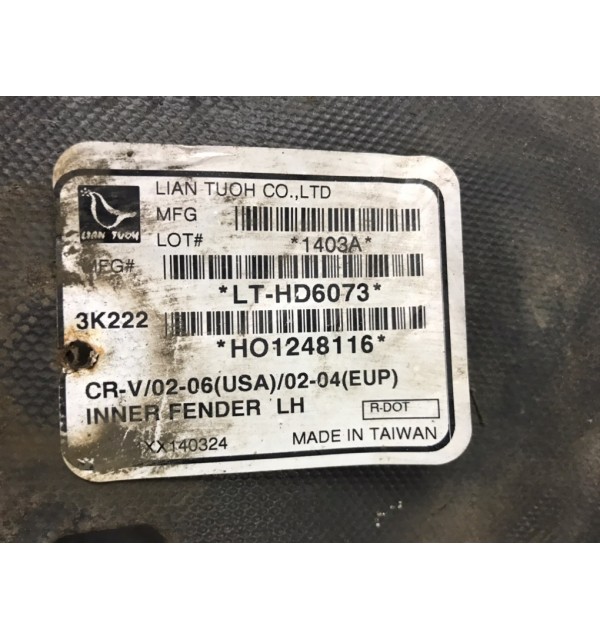 LIAN TUOH CO.,LTD
LIAN TUOH
MFG
LOT#
*1403A*
MFG#
*LT-HD6073*
3K222
*HO1248116*
CR-V/02-06(USA)/02-04(EUP)
INNER FENDER LH
R-DOT
XX140324
MADE IN TAIWAN